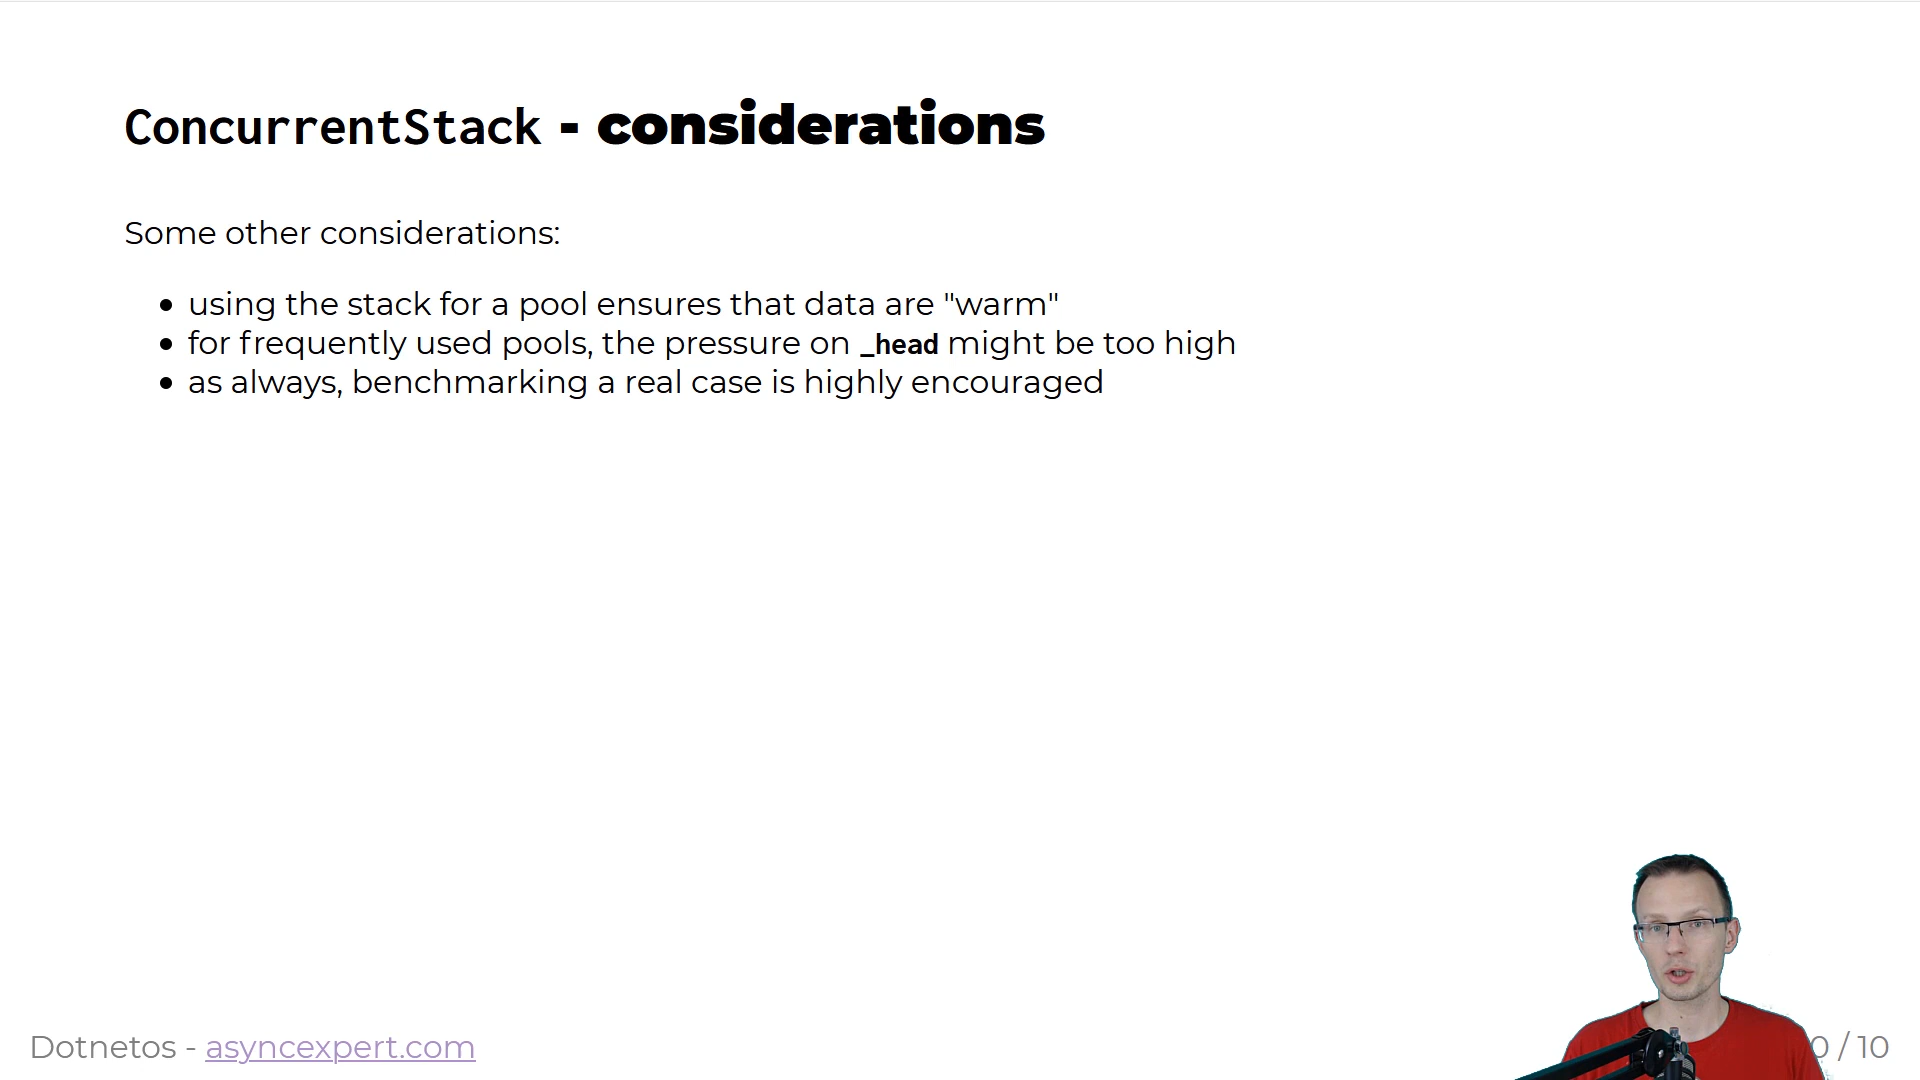 ConcurrentStack - considerations
Some other considerations:
using the stack for a pool ensures that data are "warm"
for frequently used pools, the pressure on _head might be too high
as always, benchmarking a real case is highly encouraged
Dotnetos - asyncexpert.com
0 / 10